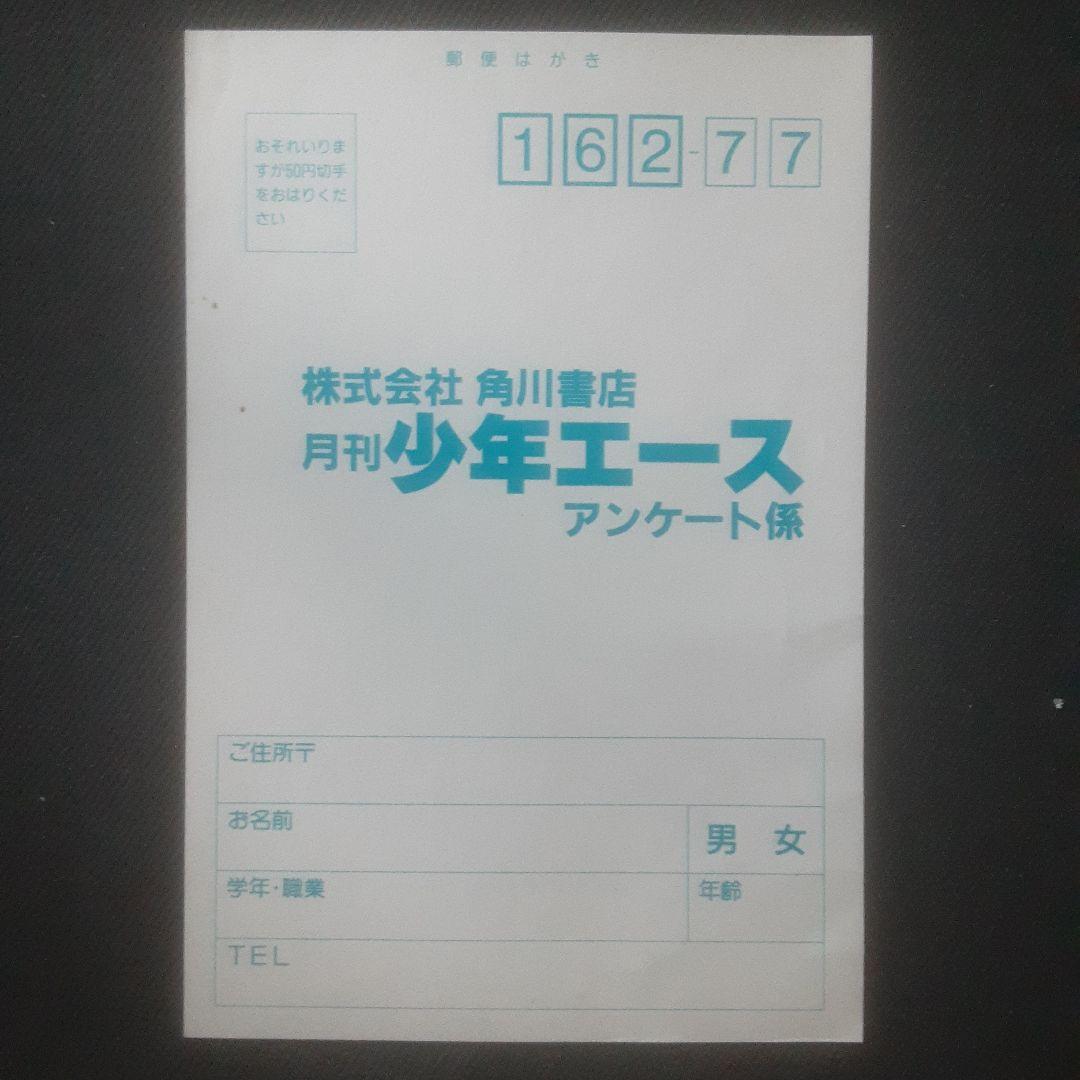 郵便はがき
おそれいりま
すが50円切手
をおはりくだ
さい
162-77
株式会社 角川書店
月刊少年エース
アンケート係
ご住所〒
お名前
男 女
学年・職業
年齢
TEL